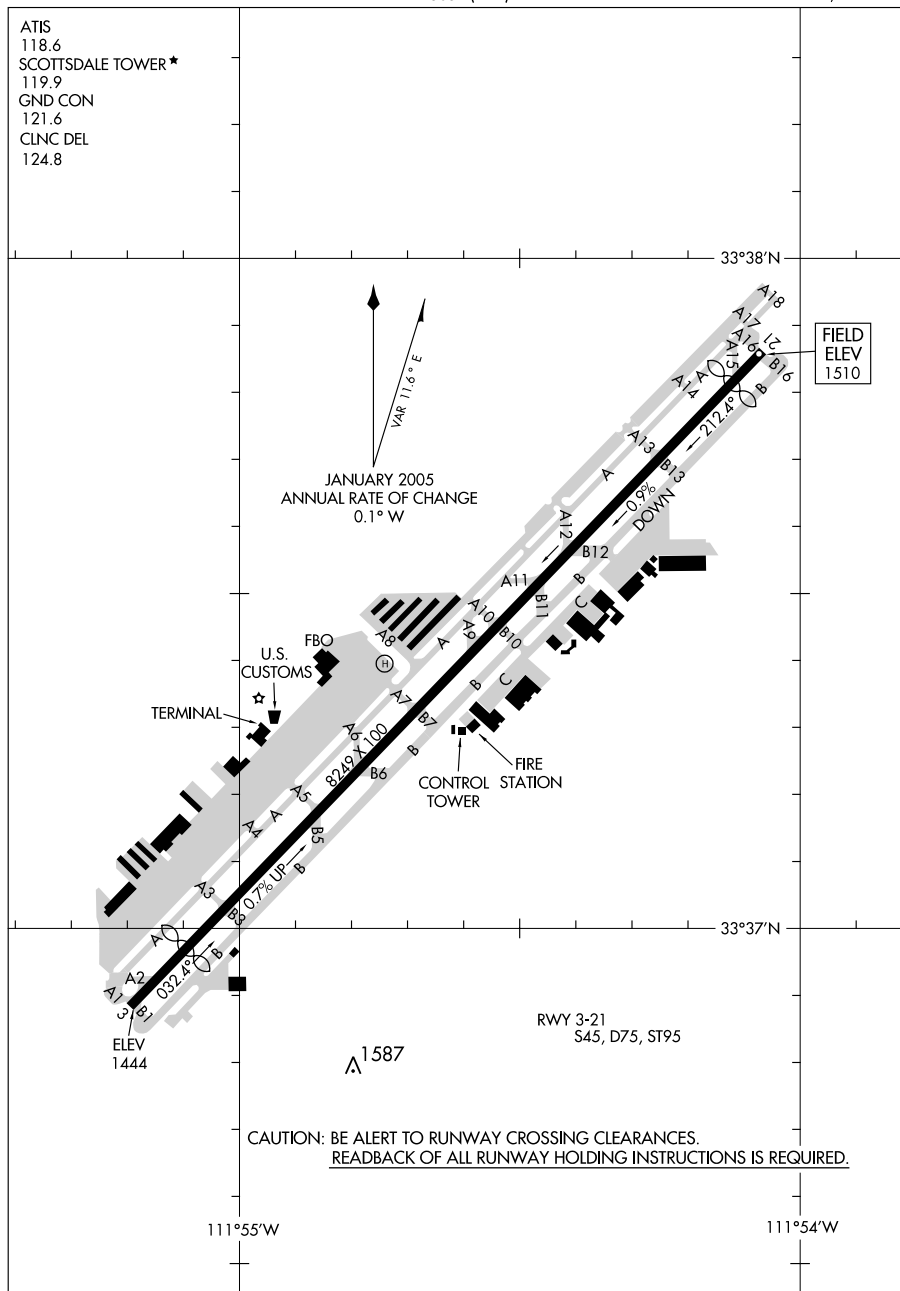 ATIS
118.6
SCOTTSDALE TOWER★
119.9
GND CON
121.6
CLNC DEL
124.8
33°38'N
A18
A17
A16
21
A15
B16
FIELD
ELEV
1510
A
A14
B
212.4°
VAR 11.6° E
A13
B13
JANUARY 2005
ANNUAL RATE OF CHANGE
0.1° W
A
0.9%
DOWN
A12
B12
A11
B
B11
C
A10
A9
B10
A8
A
FBO
H
U.S.
CUSTOMS
B
C
TERMINAL
A7
B7
A6
8249 X 100
B
B6
FIRE
STATION
CONTROL
TOWER
A5
A
A4
B5
0.7% UP
B
A3
B3
33°37'N
A
B
032.4°
A2
A1
3
B1
ELEV
1444
RWY 3-21
S45, D75, ST95
1587
CAUTION: BE ALERT TO RUNWAY CROSSING CLEARANCES.
READBACK OF ALL RUNWAY HOLDING INSTRUCTIONS IS REQUIRED.
111°55'W
111°54'W